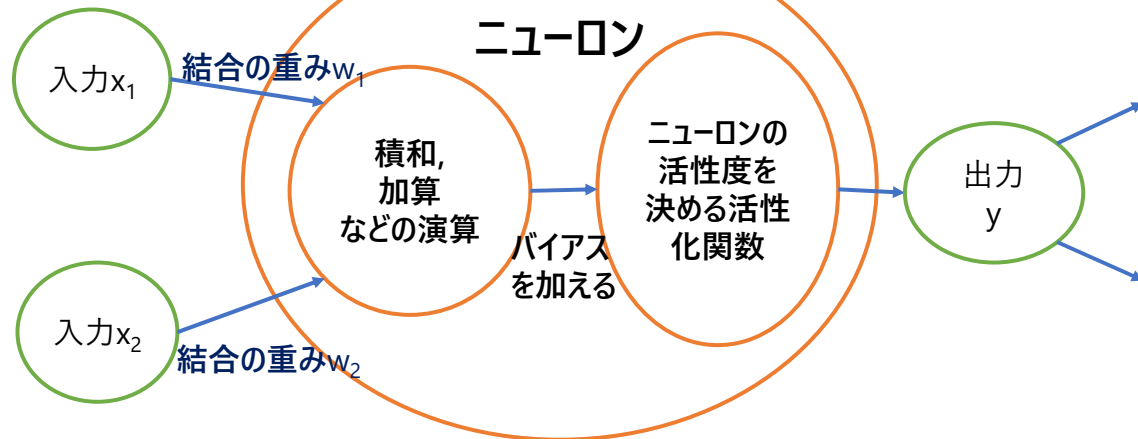 ニューロン
入力x₁
結合の重みw₁
積和,
加算
などの演算
バイアス
を加える
ニューロンの
活性度を
決める活性
化関数
出力
y
入力x₂
結合の重みw₂